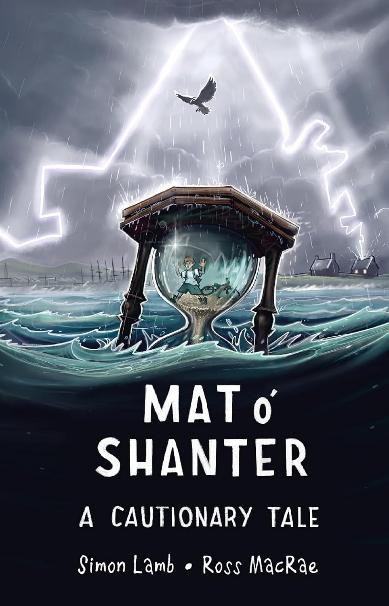 MAT o'
SHANTER
A CAUTIONARY TALE
Simon Lamb • Ross MacRae